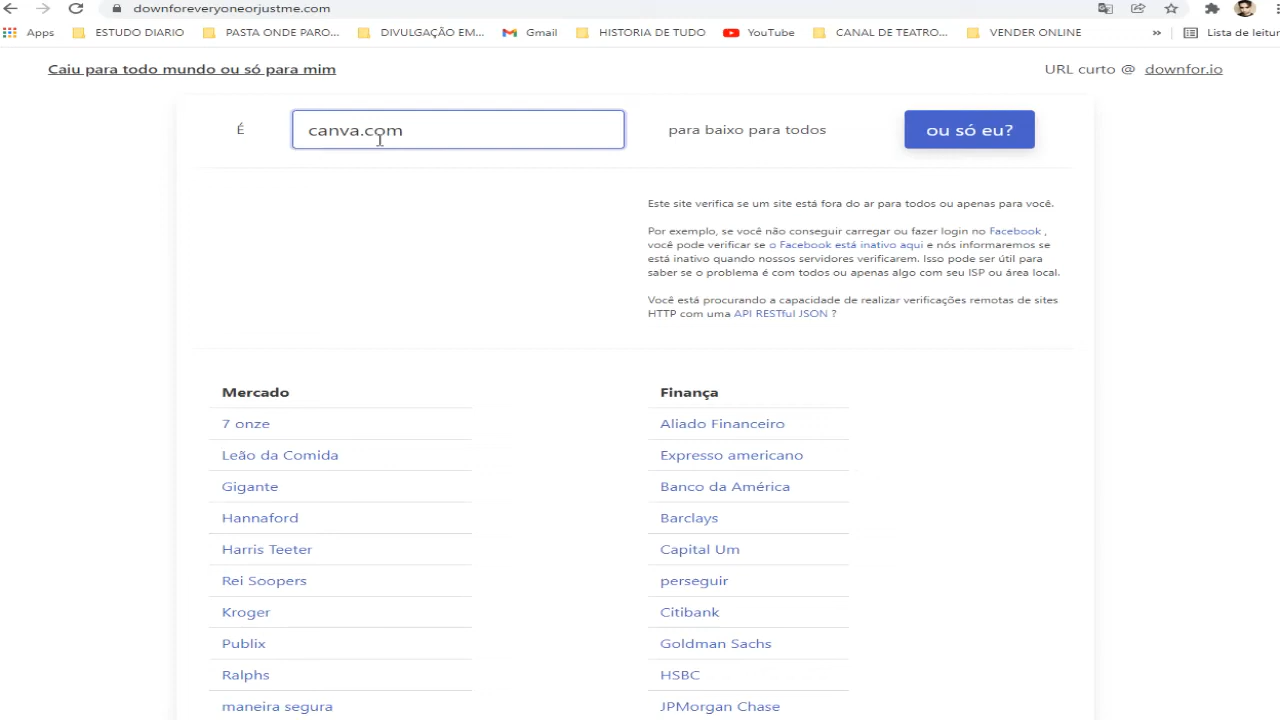 downforeveryoneorjustme.com
Apps ESTUDO DIARIO PASTA ONDE PARO... DIVULGAÇÃO EM... Gmail HISTORIA DE TUDO YouTube CANAL DE TEATRO... VENDER ONLINE » Lista de leitur
Caiu para todo mundo ou só para mim URL curto @ downfor.io
É canva.com para baixo para todos ou só eu?
Este site verifica se um site está fora do ar para todos ou apenas para você.
Por exemplo, se você não conseguir carregar ou fazer login no Facebook ,
você pode verificar se o Facebook está inativo aqui e nós informaremos se
está inativo quando nossos servidores verificarem. Isso pode ser útil para
saber se o problema é com todos ou apenas algo com seu ISP ou área local.
Você está procurando a capacidade de realizar verificações remotas de sites
HTTP com uma API RESTful JSON ?
Mercado
7 onze
Leão da Comida
Gigante
Hannaford
Harris Teeter
Rei Soopers
Kroger
Publix
Ralphs
maneira segura
Finança
Aliado Financeiro
Expresso americano
Banco da América
Barclays
Capital Um
perseguir
Citibank
Goldman Sachs
HSBC
JPMorgan Chase